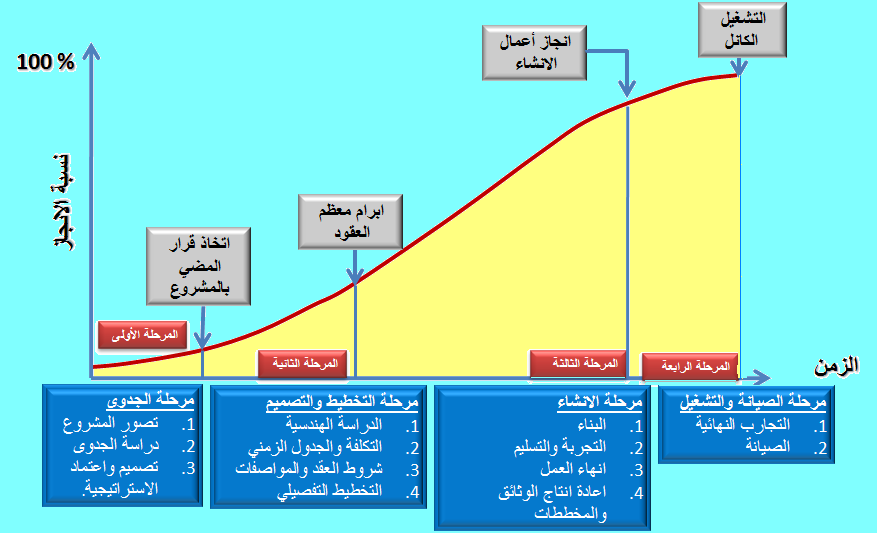 التشغيل
الكانل
انجاز أعمال
الانشاء
100 %
نسبة الانجاز
ابرام معظم
العقود
اتخاذ قرار
المضي
بالمشروع
المرحلة الأولى
المرحلة الثانية
المرحلة الثالثة
المرحلة الرابعة
الزمن
مرحلة الجدوى
1. تصور المشروع
2. دراسة الجدوى
3. تصميم واعتماد
الاستراتيجية.
مرحلة التخطيط والتصميم
1. الدراسة الهندسية
2. التكلفة والجدول الزمني
3. شروط العقد والمواصفات
4. التخطيط التفصيلي
مرحلة الانشاء
1. البناء
2. التجربة والتسليم
3. انهاء العمل
4. اعادة انتاج الوثائق
والمخططات
مرحلة الصيانة والتشغيل
1. التجارب النهائية
2. الصيانة